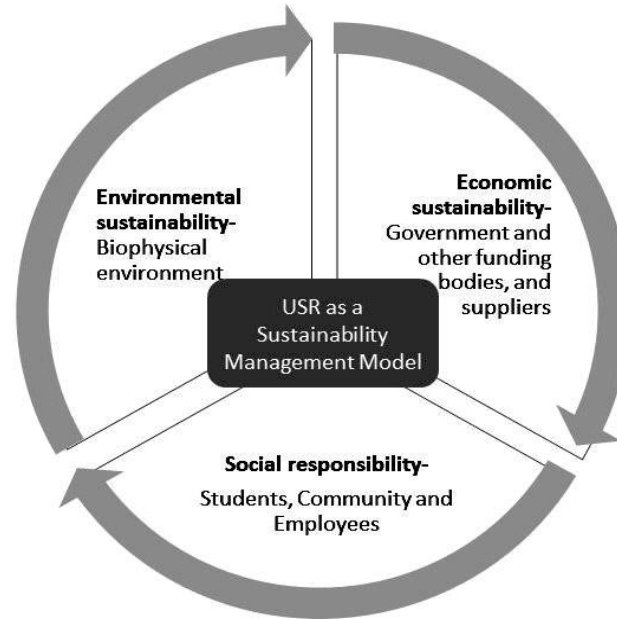 Environmental
sustainability-
Biophysical
environment
Economic
sustainability-
Government and
other funding
bodies, and
suppliers
USR as a
Sustainability
Management Model
Social responsibility-
Students, Community and
Employees